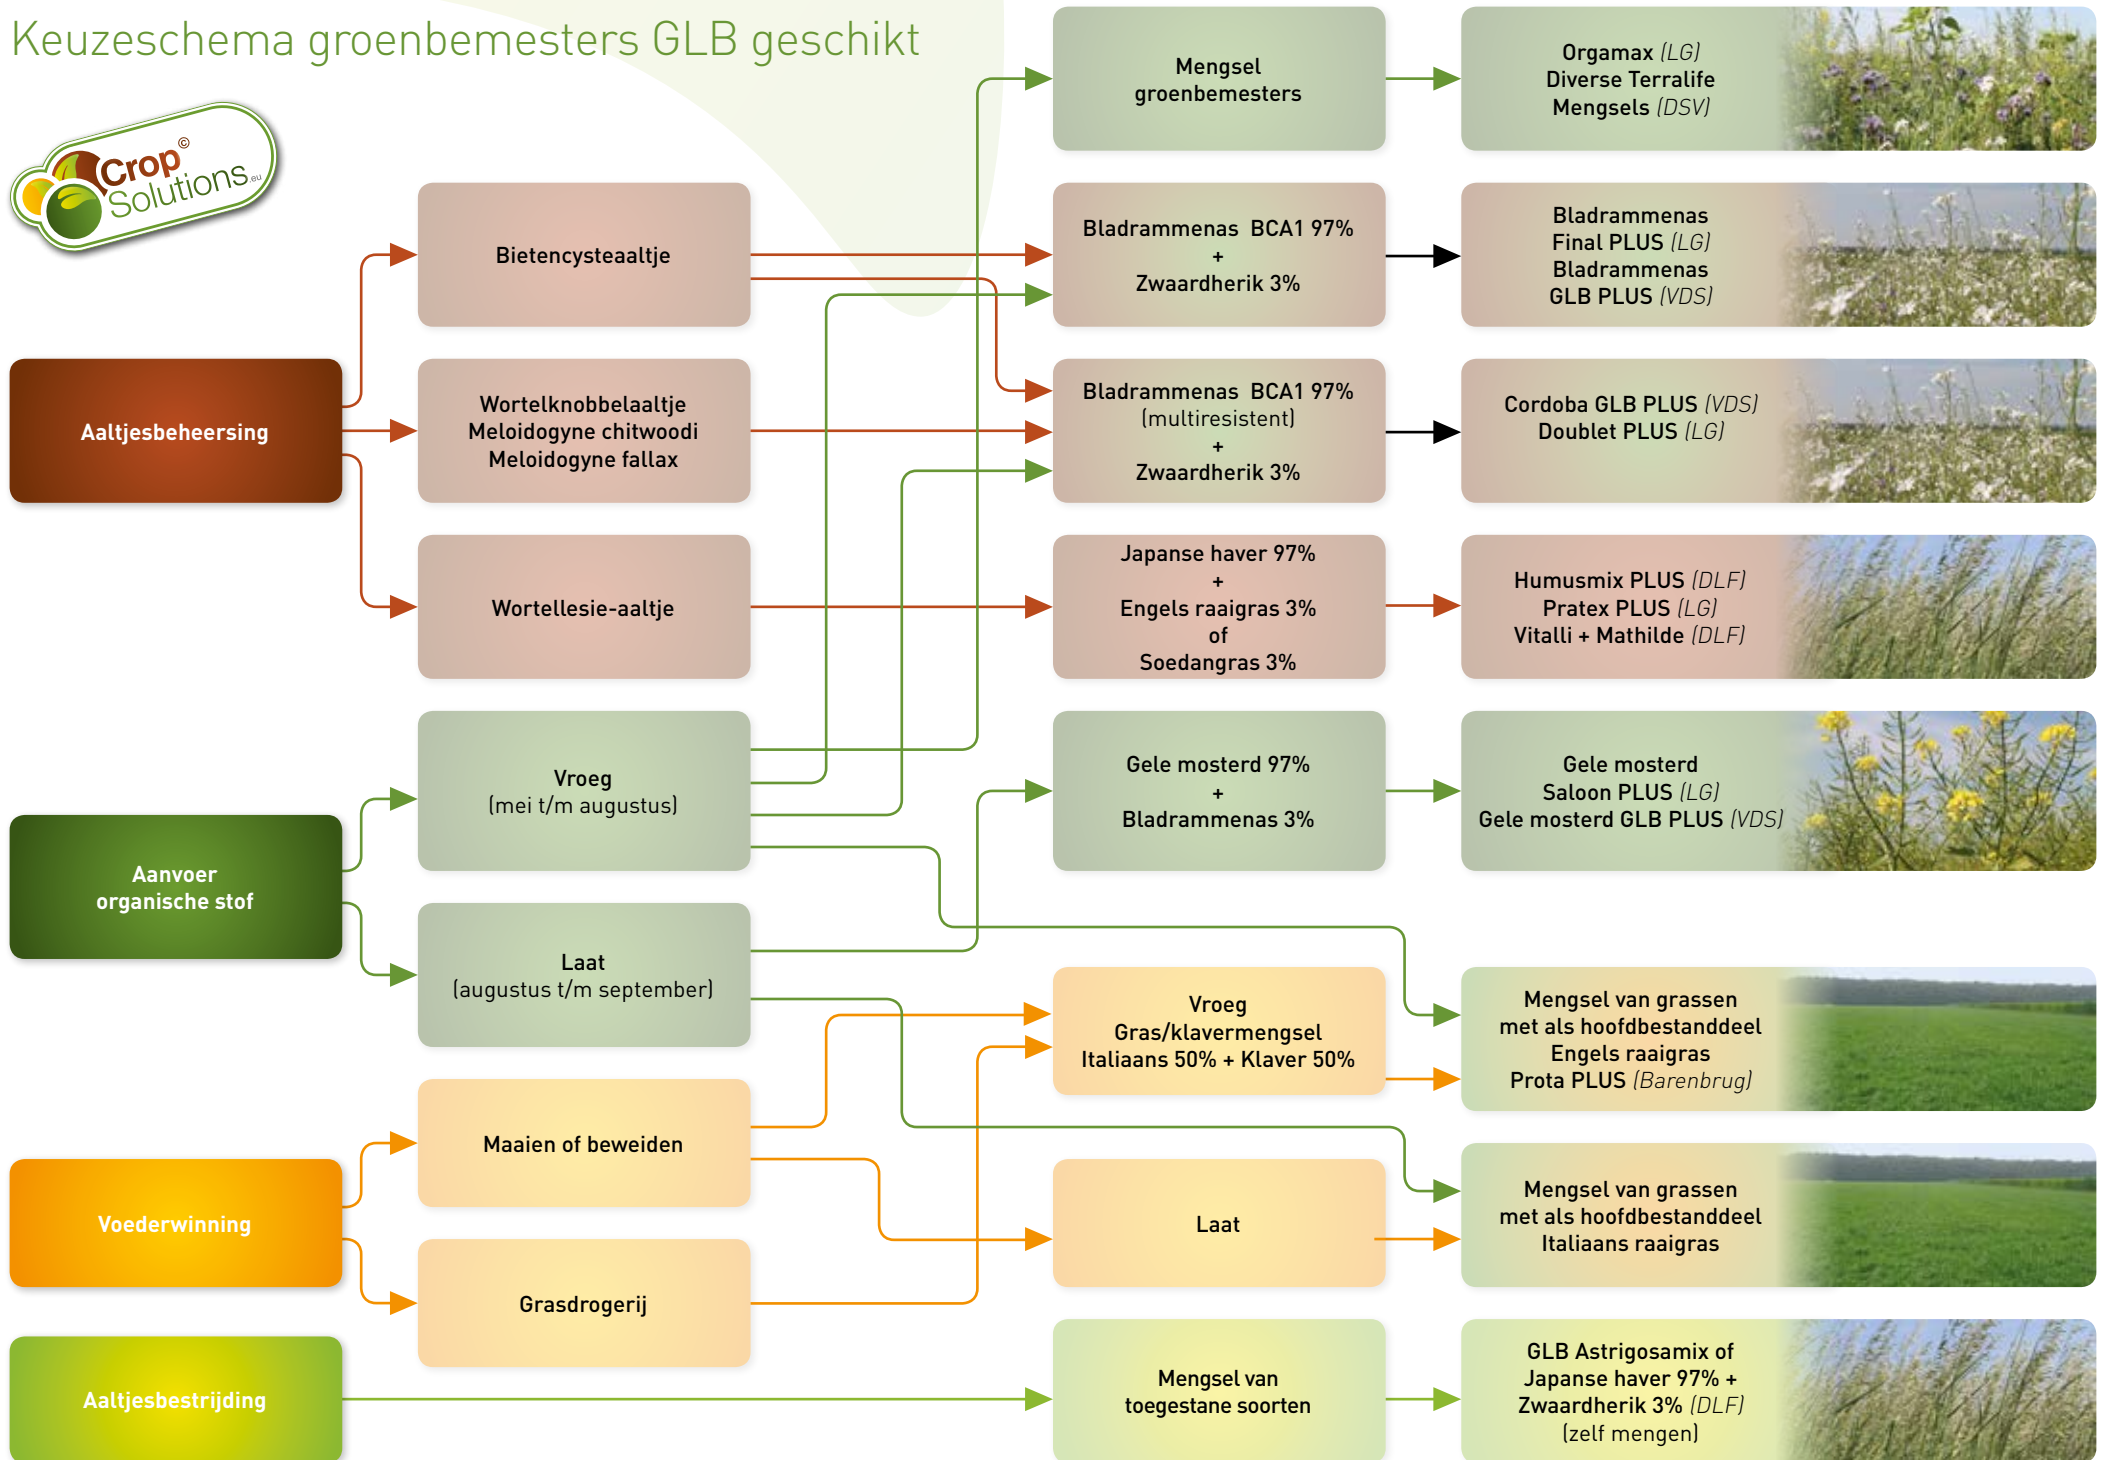 Keuzeschema groenbemesters GLB geschikt
Crop©
Solutions.eu
Aaltjesbeheersing
Aanvoer
organische stof
Voederwinning
Aaltjesbestrijding
Bietencysteaaltje
Wortelknobbelaaltje
Meloidogyne chitwoodi
Meloidogyne fallax
Wortellesie-aaltje
Vroeg
(mei t/m augustus)
Laat
(augustus t/m september)
Maaien of beweiden
Grasdrogerij
Mengsel
groenbemesters
Bladrammenas BCA1 97%
+
Zwaardherik 3%
Bladrammenas BCA1 97%
(multiresistent)
+
Zwaardherik 3%
Japanse haver 97%
+
Engels raaigras 3%
of
Soedangras 3%
Gele mosterd 97%
+
Bladrammenas 3%
Vroeg
Gras/klavermengsel
Italiaans 50% + Klaver 50%
Laat
Mengsel van
toegestane soorten
Orgamax (LG)
Diverse Terralife
Mengsels (DSV)
Bladrammenas
Final PLUS (LG)
Bladrammenas
GLB PLUS (VDS)
Cordoba GLB PLUS (VDS)
Doublet PLUS (LG)
Humusmix PLUS (DLF)
Pratex PLUS (LG)
Vitalli + Mathilde (DLF)
Gele mosterd
Saloon PLUS (LG)
Gele mosterd GLB PLUS (VDS)
Mengsel van grassen
met als hoofdbestanddeel
Engels raaigras
Prota PLUS (Barenbrug)
Mengsel van grassen
met als hoofdbestanddeel
Italiaans raaigras
GLB Astrigosamix of
Japanse haver 97% +
Zwaardherik 3% (DLF)
(zelf mengen)